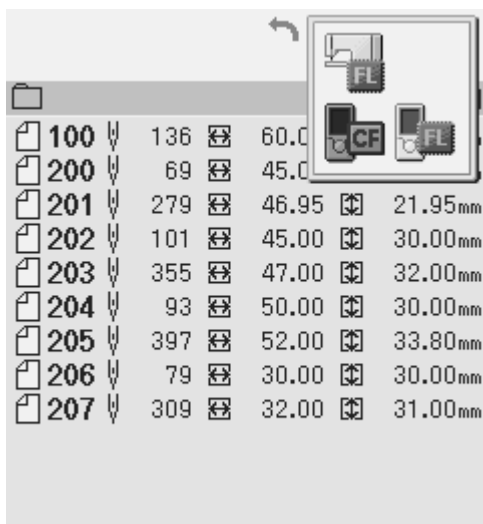 FL
CF FL
100 136 60.0
200 69 45.0
201 279 46.95 21.95mm
202 101 45.00 30.00mm
203 355 47.00 32.00mm
204 93 50.00 30.00mm
205 397 52.00 33.80mm
206 79 30.00 30.00mm
207 309 32.00 31.00mm